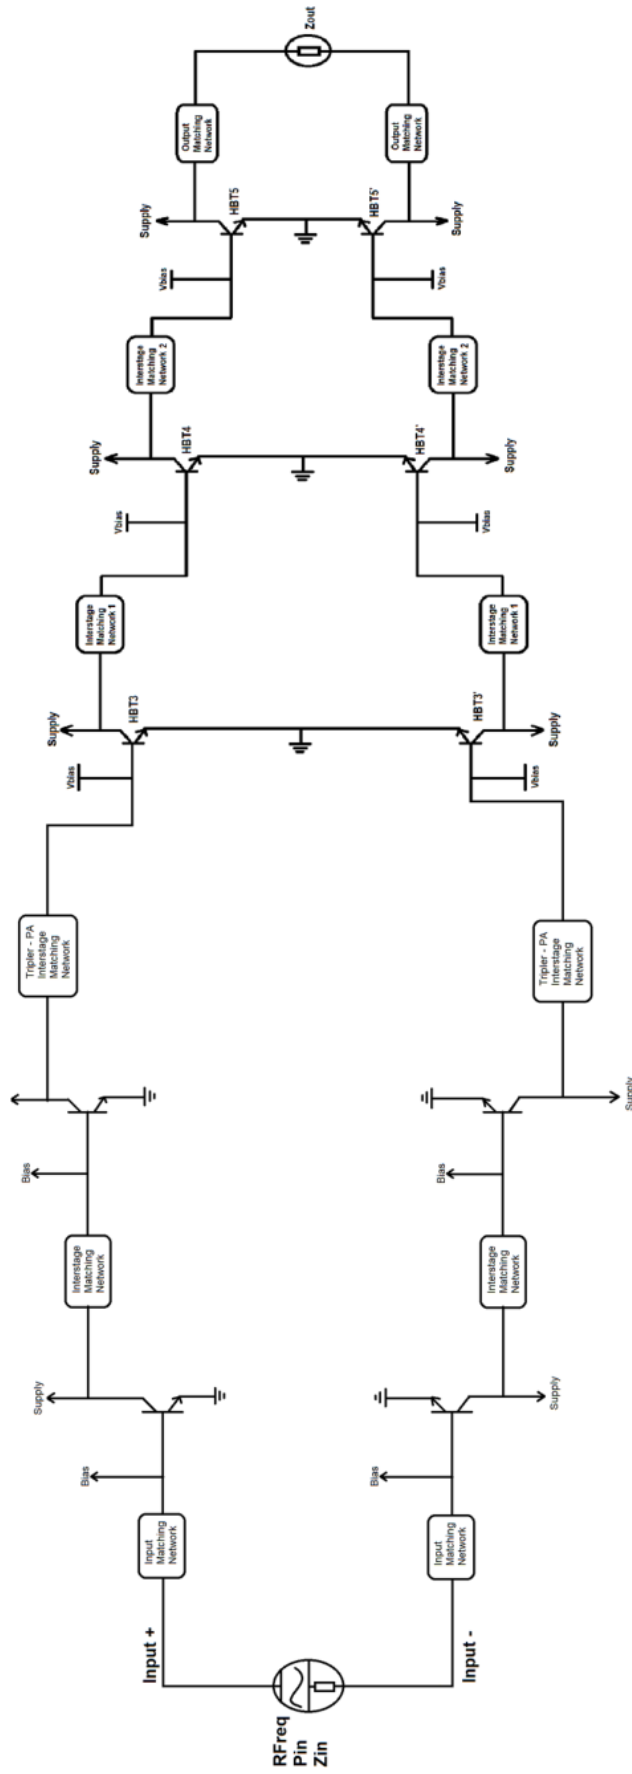 RFreq
Pin
Zin
Input +
Input -
Input
Matching
Network
Input
Matching
Network
Bias
Bias
Supply
Supply
Interstage
Matching
Network
Interstage
Matching
Network
Bias
Bias
Supply
Tripler - PA
Interstage
Matching
Network
Tripler - PA
Interstage
Matching
Network
Vbias
Vbias
Supply
HBT3
HBT3'
Supply
Interstage
Matching
Network 1
Interstage
Matching
Network 1
Vbias
Vbias
Supply
HBT4
HBT4'
Supply
Interstage
Matching
Network 2
Interstage
Matching
Network 2
Vbias
Vbias
Supply
HBT5
HBT5'
Supply
Output
Matching
Network
Output
Matching
Network
Zout